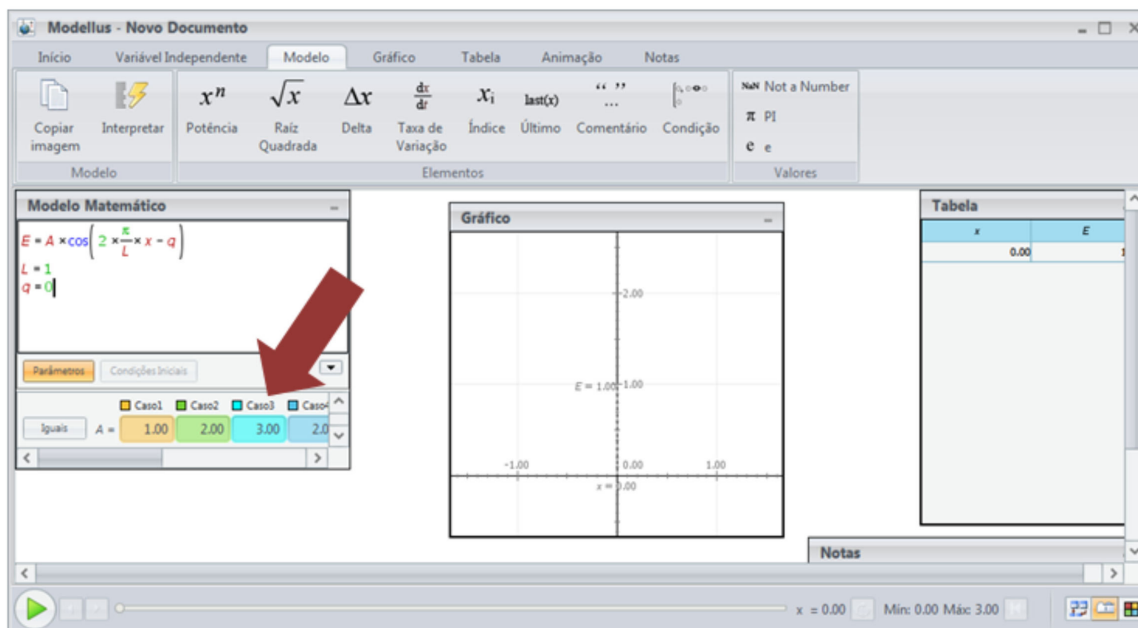 Modellus - Novo Documento
Início Variável Independente Modelo Gráfico Tabela Animação Notas
xⁿ √x Δx dx/dt xᵢ last(x) “ ” ...
NaN Not a Number
π PI
e e
Copiar imagem Interpretar Potência Raíz Quadrada Delta Taxa de Variação Índice Último Comentário Condição
Modelo Elementos Valores
Modelo Matemático
E = A × cos( 2 × π/L × x - q )
L = 1
q = 0
Parâmetros Condições Iniciais
Caso1 Caso2 Caso3 Caso4
Iguais A = 1.00 2.00 3.00 2.0
Gráfico
2.00
E = 1.00 1.00
-1.00 0.00 1.00
x = 0.00
Tabela
x E
0.00 1
Notas
x = 0.00 Mín: 0.00 Máx: 3.00